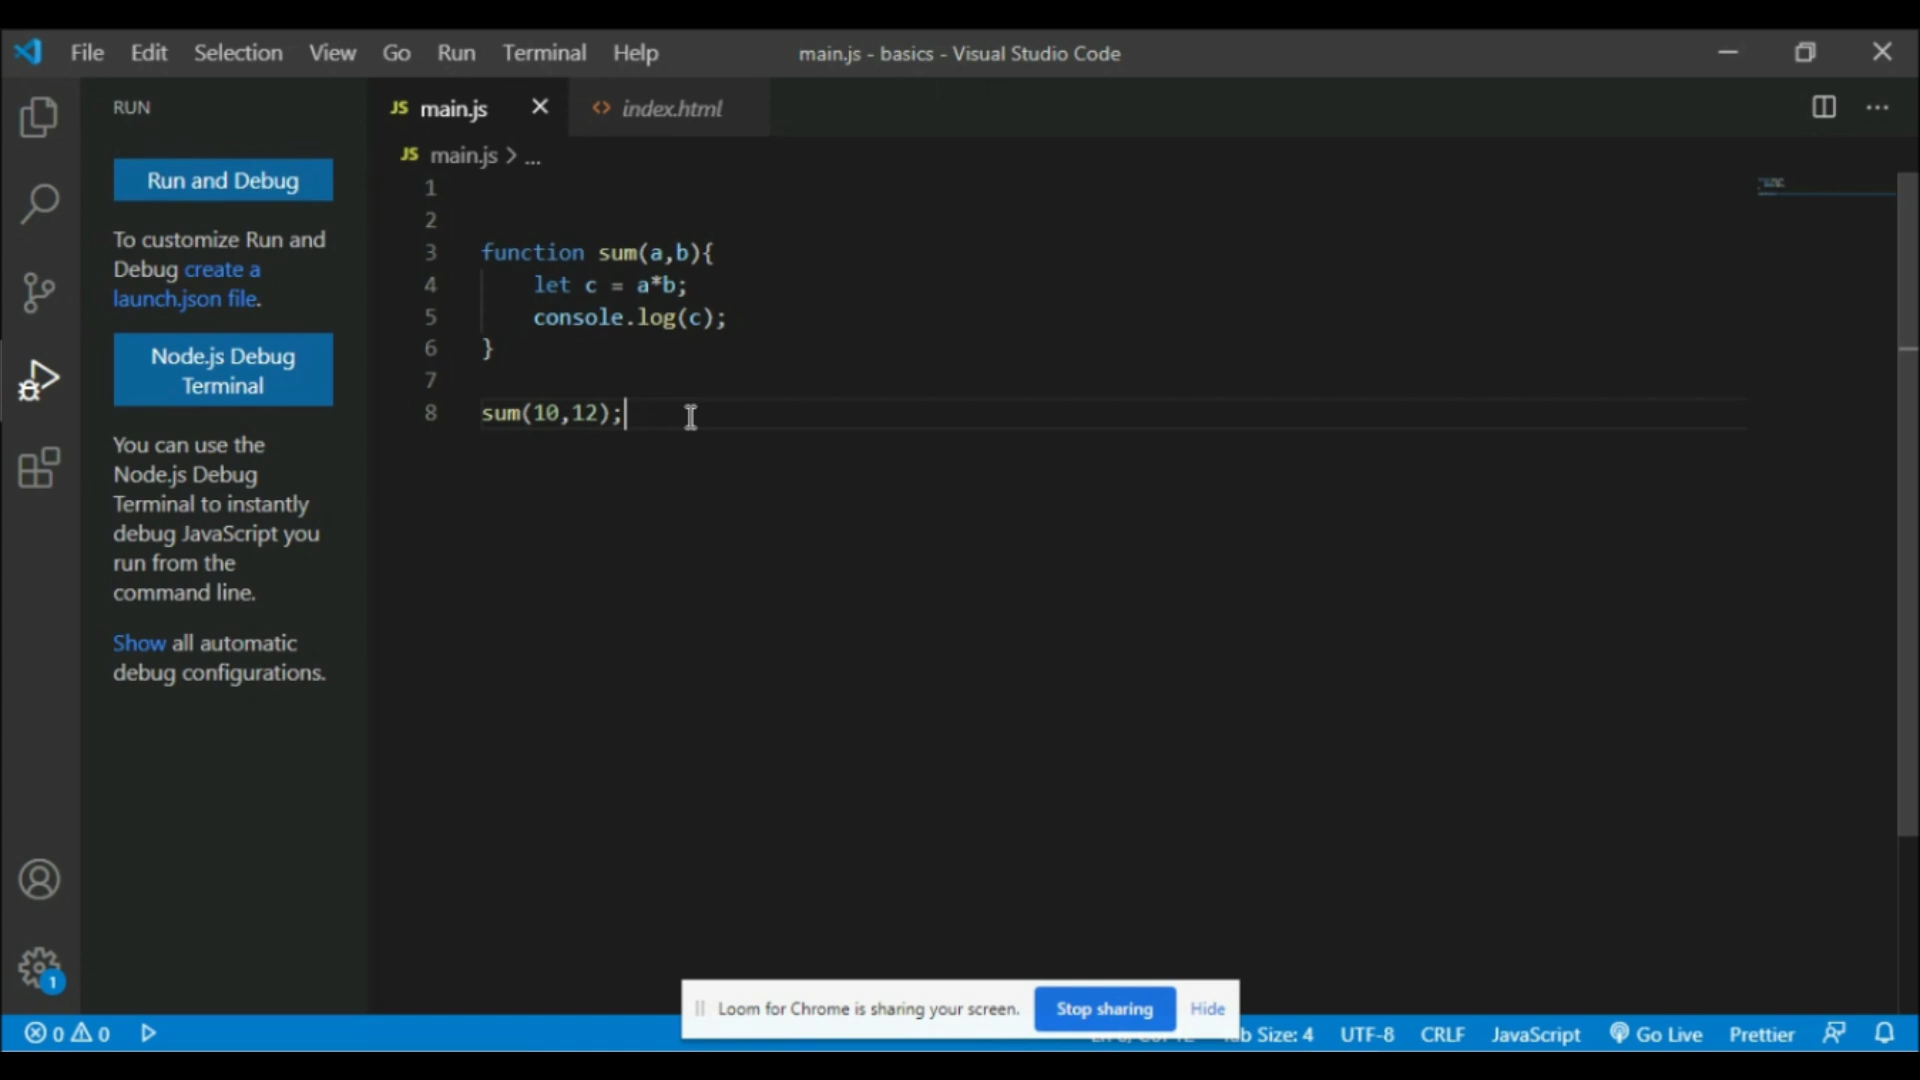 File Edit Selection View Go Run Terminal Help main.js - basics - Visual Studio Code
RUN
Run and Debug
To customize Run and
Debug create a
launch.json file.
Node.js Debug
Terminal
You can use the
Node.js Debug
Terminal to instantly
debug JavaScript you
run from the
command line.
Show all automatic
debug configurations.
JS main.js index.html
JS main.js > ...
1
2
3 function sum(a,b){
4 let c = a*b;
5 console.log(c);
6 }
7
8 sum(10,12);
1
Loom for Chrome is sharing your screen. Stop sharing Hide
0 0 Size: 4 UTF-8 CRLF JavaScript Go Live Prettier